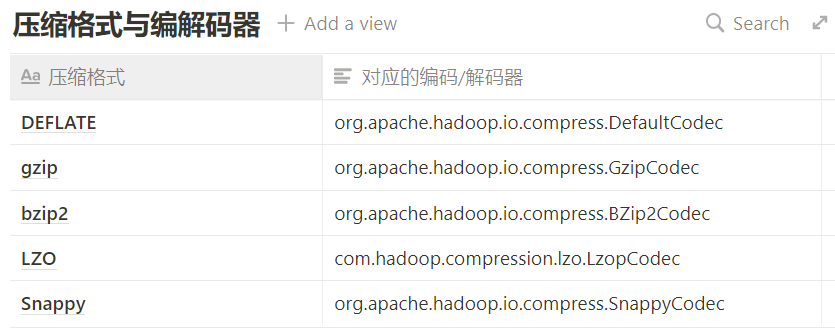 压缩格式与编解码器 + Add a view Search
Aa 压缩格式 对应的编码/解码器
DEFLATE org.apache.hadoop.io.compress.DefaultCodec
gzip org.apache.hadoop.io.compress.GzipCodec
bzip2 org.apache.hadoop.io.compress.BZip2Codec
LZO com.hadoop.compression.lzo.LzopCodec
Snappy org.apache.hadoop.io.compress.SnappyCodec